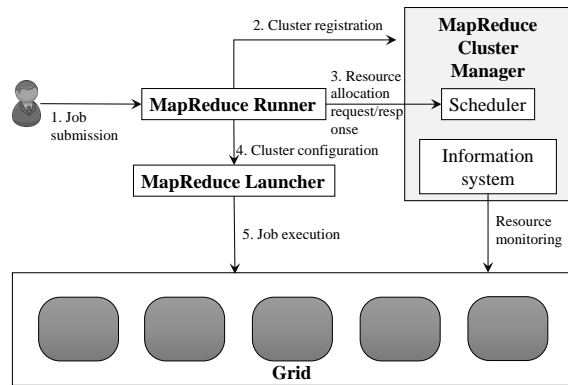 2. Cluster registration
MapReduce
Cluster
Manager
3. Resource
allocation
request/resp
onse
Scheduler
MapReduce Runner
1. Job
submission
4. Cluster configuration
Information
system
MapReduce Launcher
5. Job execution
Resource
monitoring
Grid